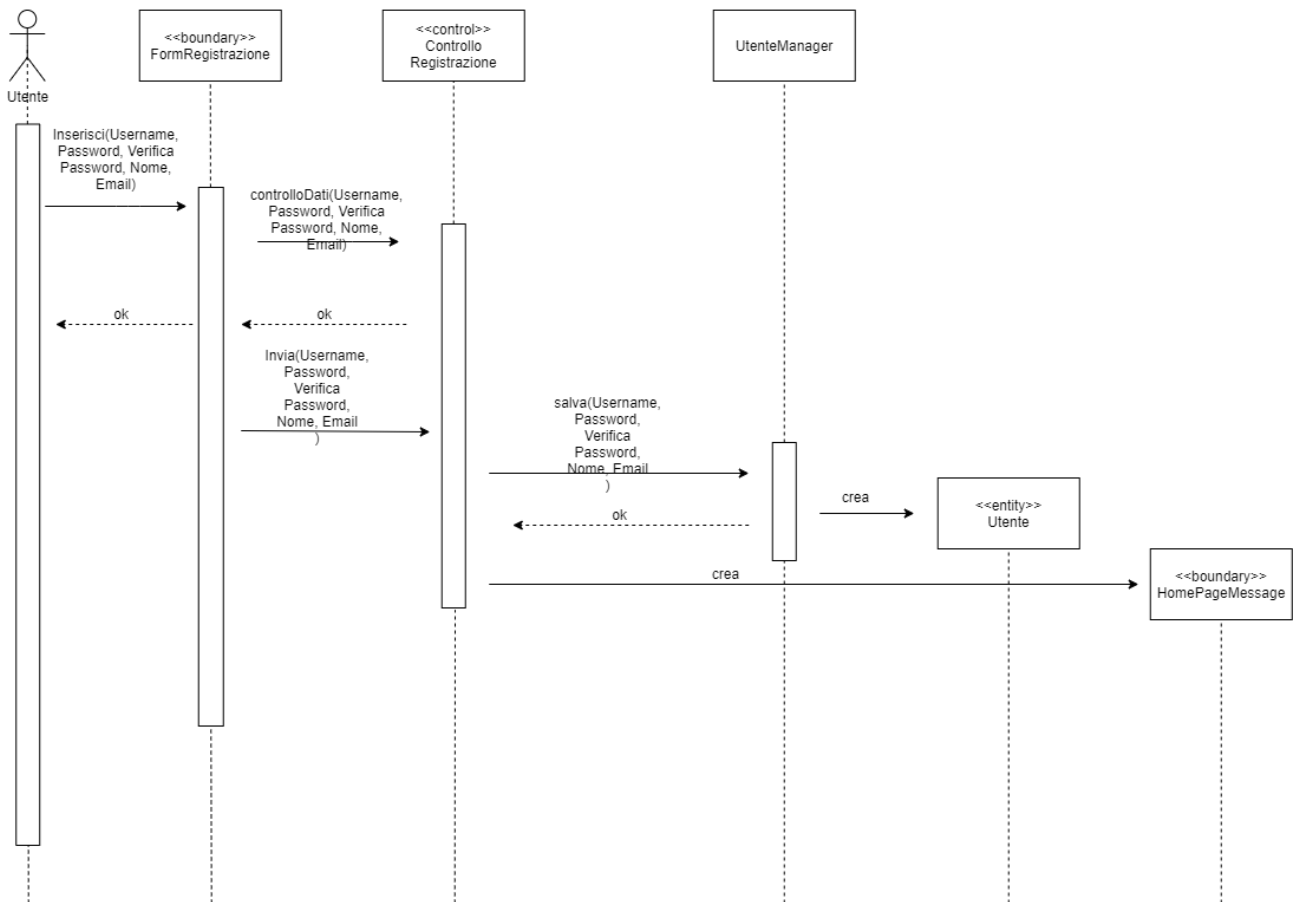 <<boundary>>
FormRegistrazione
<<control>>
Controllo
Registrazione
UtenteManager
Utente
Inserisci(Username,
Password, Verifica
Password, Nome,
Email)
controlloDati(Username,
Password, Verifica
Password, Nome,
Email)
ok
ok
Invia(Username,
Password,
Verifica
Password,
Nome, Email
)
salva(Username,
Password,
Verifica
Password,
Nome, Email
)
crea
<<entity>>
Utente
ok
crea
<<boundary>>
HomePageMessage